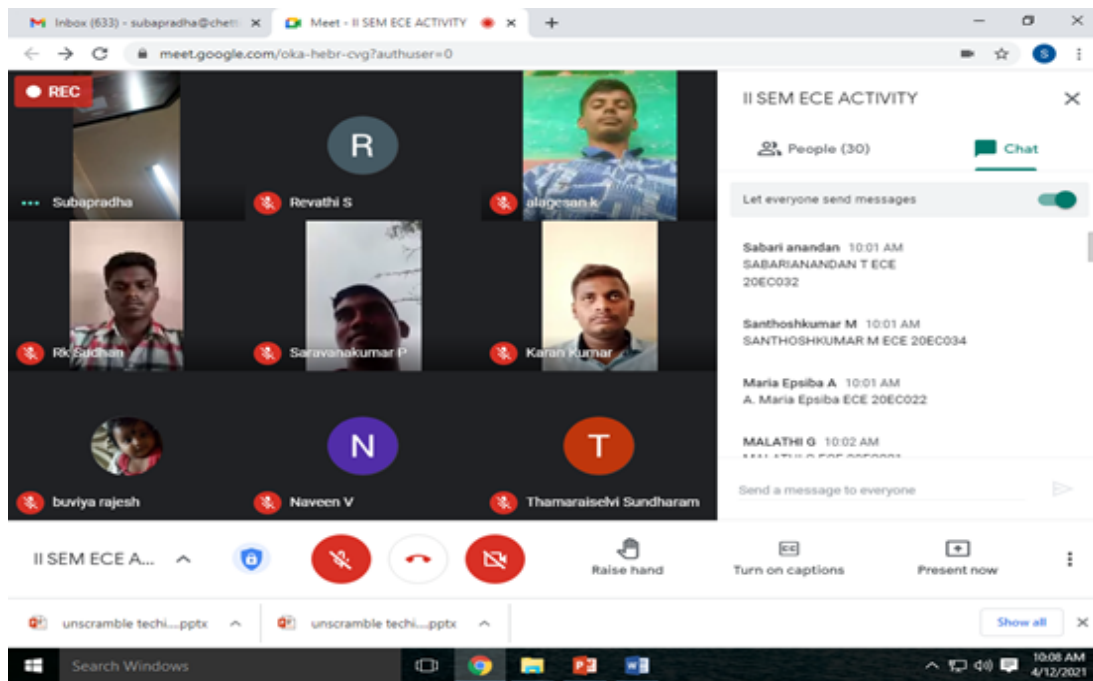 Inbox (633) - subapradha@chetti
Meet - II SEM ECE ACTIVITY
meet.google.com/oka-hebr-cvg?authuser=0
S
REC
Subapradha
R
Revathi S
alagesan k
Rk Sudhan
Saravanakumar P
Karan Kumar
buviya rajesh
N
Naveen V
T
Thamaraiselvi Sundharam
II SEM ECE ACTIVITY
People (30)
Chat
Let everyone send messages
Sabari anandan 10:01 AM
SABARIANANDAN T ECE
20EC032
Santhoshkumar M 10:01 AM
SANTHOSHKUMAR M ECE 20EC034
Maria Epsiba A 10:01 AM
A. Maria Epsiba ECE 20EC022
MALATHI G 10:02 AM
Send a message to everyone
II SEM ECE A...
Raise hand
CC
Turn on captions
Present now
unscramble techi....pptx
unscramble techi....pptx
Show all
Search Windows
10:08 AM
4/12/2021